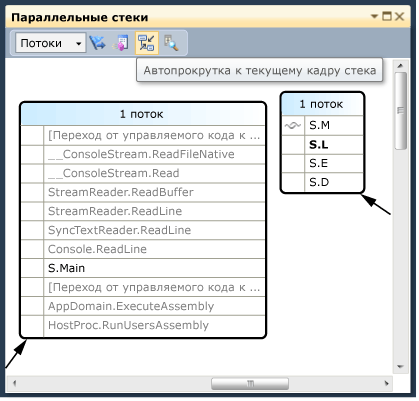 Параллельные стеки
Потоки
Автопрокрутка к текущему кадру стека
1 поток
[Переход от управляемого кода к ...
__ConsoleStream.ReadFileNative
__ConsoleStream.Read
StreamReader.ReadBuffer
StreamReader.ReadLine
SyncTextReader.ReadLine
Console.ReadLine
S.Main
[Переход от управляемого кода к ...
AppDomain.ExecuteAssembly
HostProc.RunUsersAssembly
1 поток
S.M
S.L
S.E
S.D